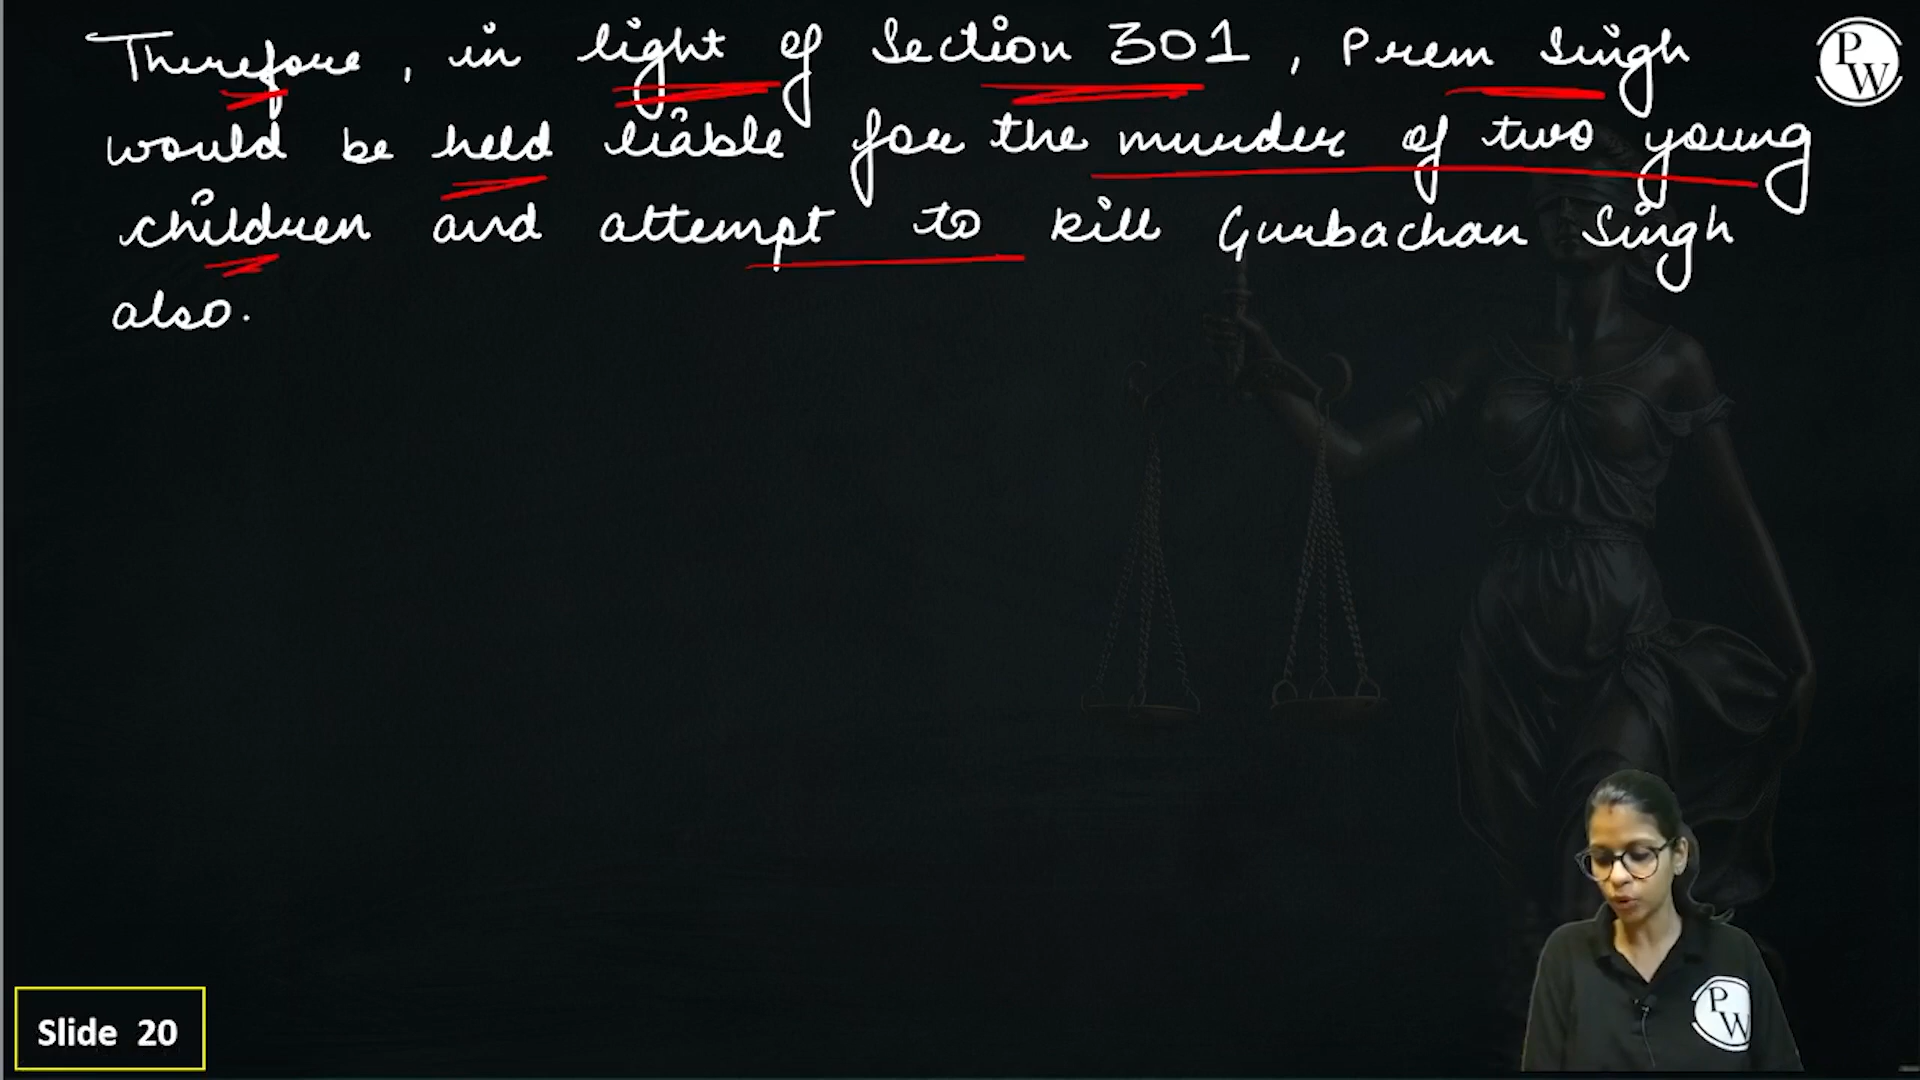 Therefore, in light of Section 301, Prem Singh
would be held liable for the murder of two young
children and attempt to kill Gurbachan Singh
also.
PW
PW
Slide 20